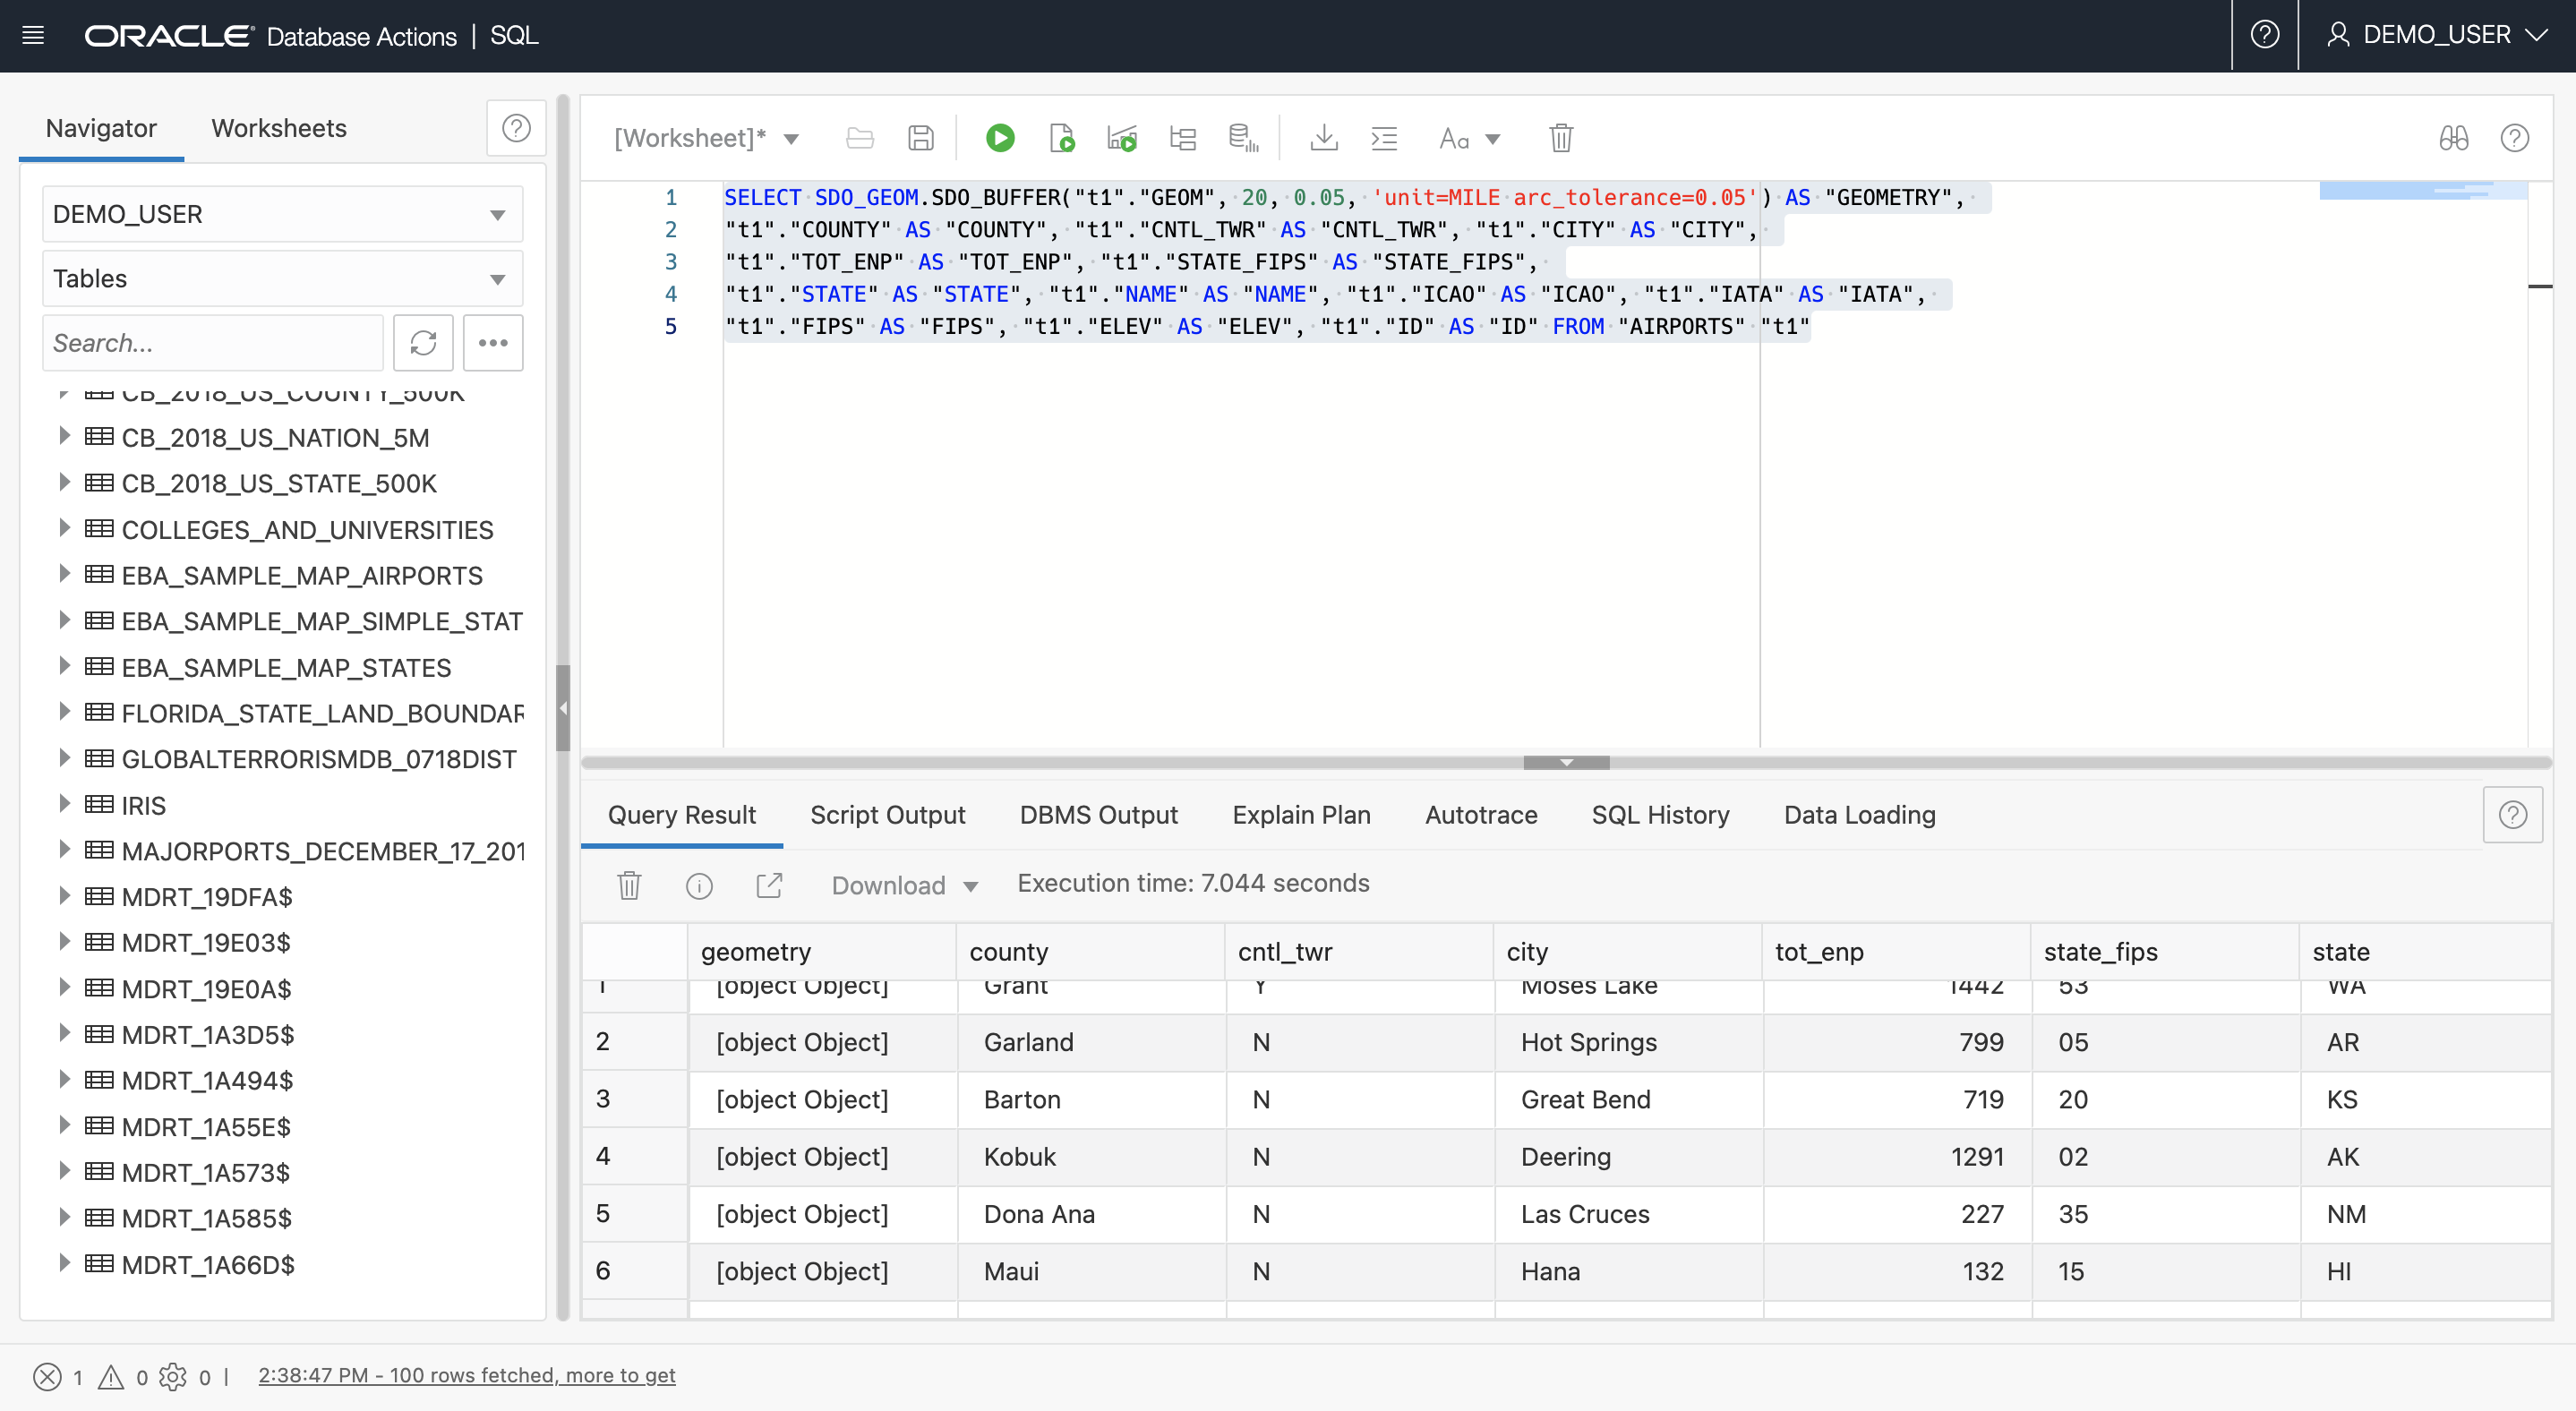 ORACLE Database Actions | SQL
DEMO_USER
Navigator Worksheets
DEMO_USER
Tables
Search...
CB_2018_US_COUNTY_500K
CB_2018_US_NATION_5M
CB_2018_US_STATE_500K
COLLEGES_AND_UNIVERSITIES
EBA_SAMPLE_MAP_AIRPORTS
EBA_SAMPLE_MAP_SIMPLE_STAT
EBA_SAMPLE_MAP_STATES
FLORIDA_STATE_LAND_BOUNDAR
GLOBALTERRORISMDB_0718DIST
IRIS
MAJORPORTS_DECEMBER_17_201
MDRT_19DFA$
MDRT_19E03$
MDRT_19E0A$
MDRT_1A3D5$
MDRT_1A494$
MDRT_1A55E$
MDRT_1A573$
MDRT_1A585$
MDRT_1A66D$
[Worksheet]* Aa
1 SELECT SDO_GEOM.SDO_BUFFER("t1"."GEOM", 20, 0.05, 'unit=MILE arc_tolerance=0.05') AS "GEOMETRY",
2 "t1"."COUNTY" AS "COUNTY", "t1"."CNTL_TWR" AS "CNTL_TWR", "t1"."CITY" AS "CITY",
3 "t1"."TOT_ENP" AS "TOT_ENP", "t1"."STATE_FIPS" AS "STATE_FIPS",
4 "t1"."STATE" AS "STATE", "t1"."NAME" AS "NAME", "t1"."ICAO" AS "ICAO", "t1"."IATA" AS "IATA",
5 "t1"."FIPS" AS "FIPS", "t1"."ELEV" AS "ELEV", "t1"."ID" AS "ID" FROM "AIRPORTS" "t1"
Query Result Script Output DBMS Output Explain Plan Autotrace SQL History Data Loading
Download Execution time: 7.044 seconds
geometry county cntl_twr city tot_enp state_fips state
1 [object Object] Grant Y Moses Lake 1442 53 WA
2 [object Object] Garland N Hot Springs 799 05 AR
3 [object Object] Barton N Great Bend 719 20 KS
4 [object Object] Kobuk N Deering 1291 02 AK
5 [object Object] Dona Ana N Las Cruces 227 35 NM
6 [object Object] Maui N Hana 132 15 HI
1 0 0 | 2:38:47 PM - 100 rows fetched, more to get